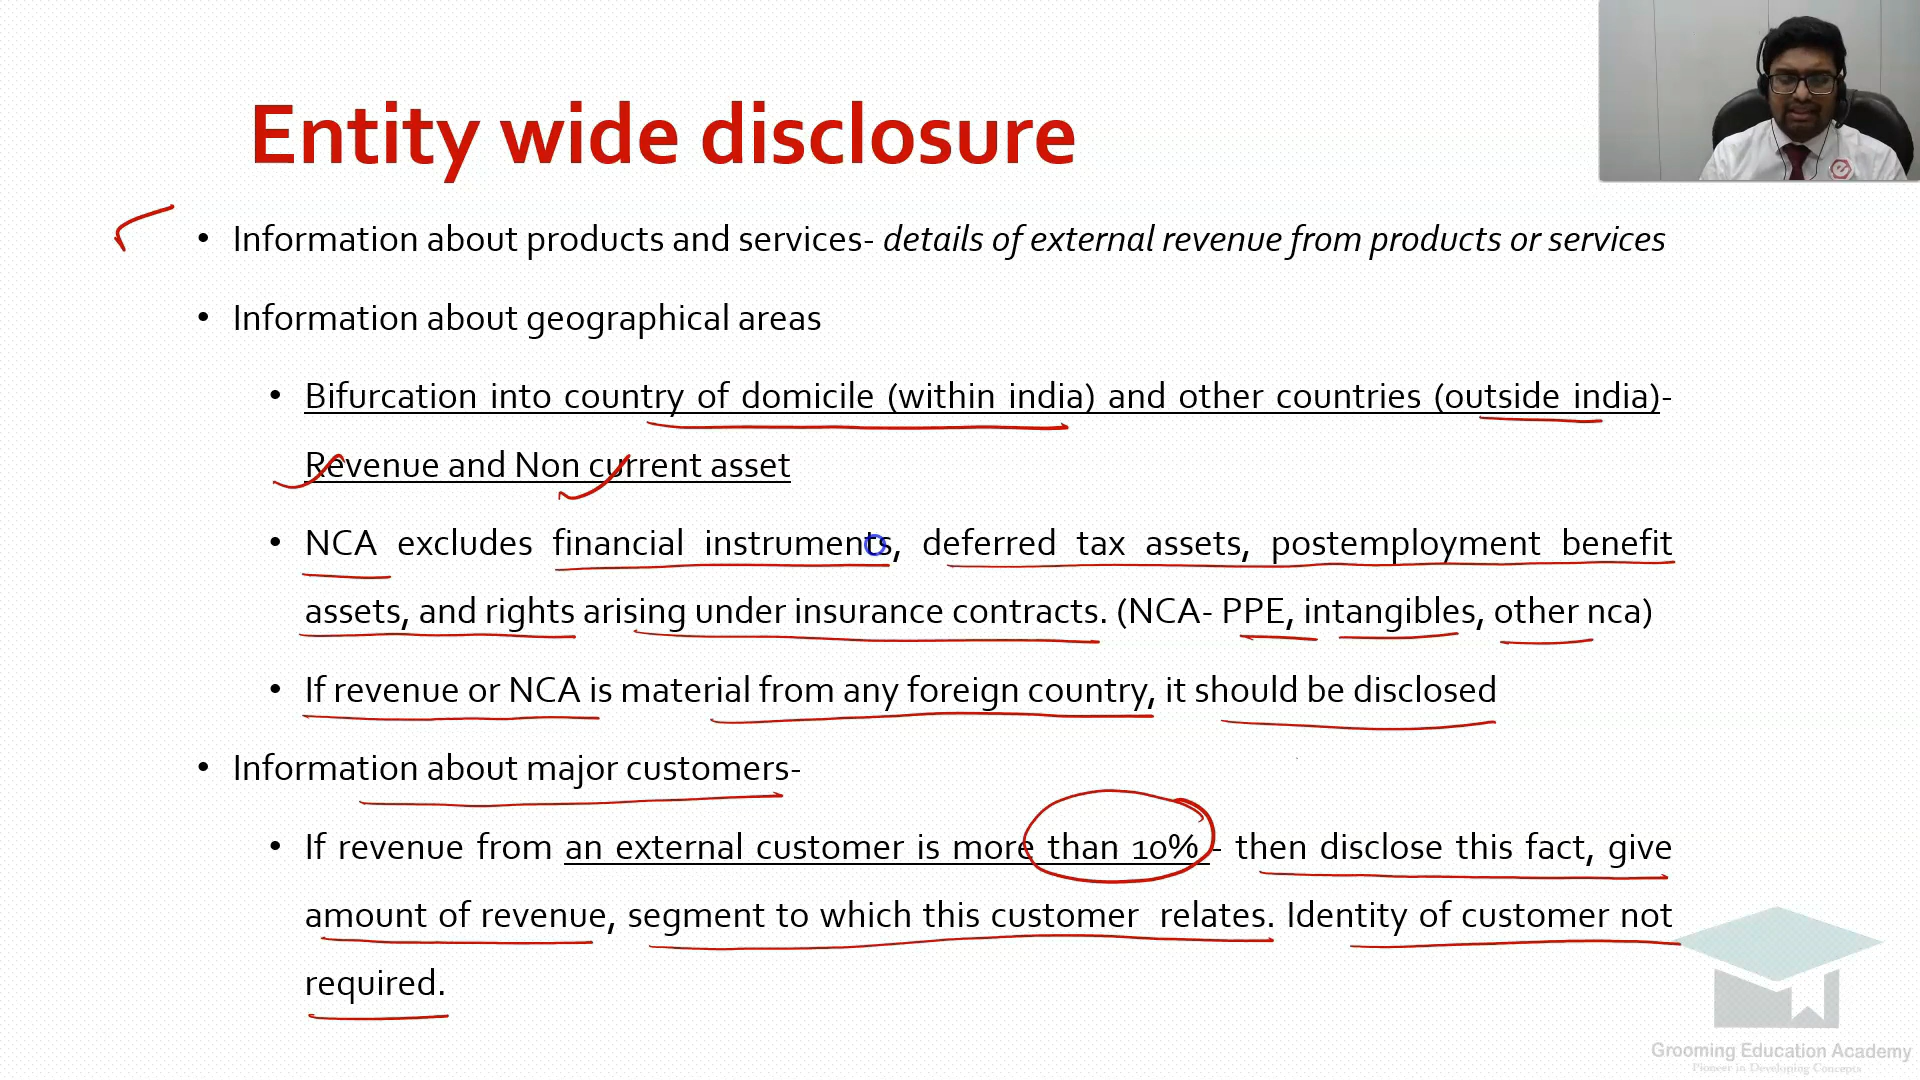 Entity wide disclosure
• Information about products and services- details of external revenue from products or services
• Information about geographical areas
• Bifurcation into country of domicile (within india) and other countries (outside india)-
Revenue and Non current asset
• NCA excludes financial instruments, deferred tax assets, postemployment benefit
assets, and rights arising under insurance contracts. (NCA- PPE, intangibles, other nca)
• If revenue or NCA is material from any foreign country, it should be disclosed
• Information about major customers-
• If revenue from an external customer is more than 10% - then disclose this fact, give
amount of revenue, segment to which this customer relates. Identity of customer not
required.
Grooming Education Academy
Pioneer in Developing Concepts